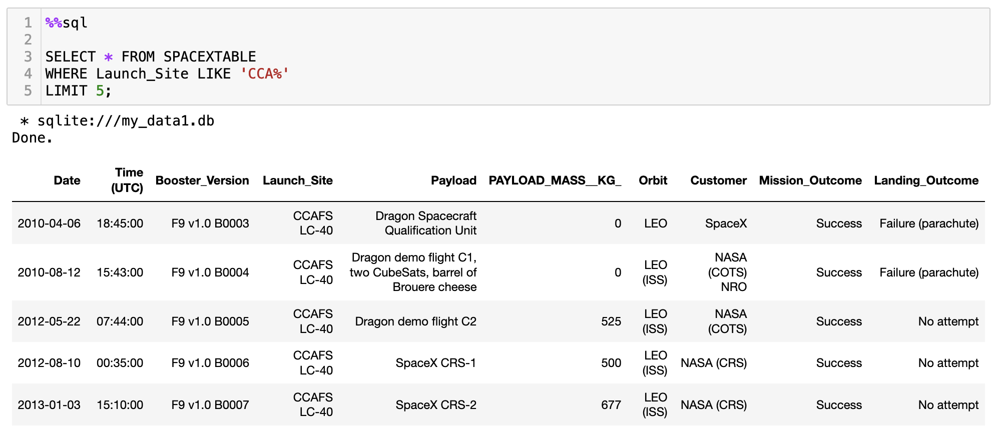 1 %%sql
2
3 SELECT * FROM SPACEXTABLE
4 WHERE Launch_Site LIKE 'CCA%'
5 LIMIT 5;
* sqlite:///my_data1.db
Done.
Date Time (UTC) Booster_Version Launch_Site Payload PAYLOAD_MASS__KG_ Orbit Customer Mission_Outcome Landing_Outcome
2010-04-06 18:45:00 F9 v1.0 B0003 CCAFS LC-40 Dragon Spacecraft Qualification Unit 0 LEO SpaceX Success Failure (parachute)
2010-08-12 15:43:00 F9 v1.0 B0004 CCAFS LC-40 Dragon demo flight C1, two CubeSats, barrel of Brouere cheese 0 LEO (ISS) NASA (COTS) NRO Success Failure (parachute)
2012-05-22 07:44:00 F9 v1.0 B0005 CCAFS LC-40 Dragon demo flight C2 525 LEO (ISS) NASA (COTS) Success No attempt
2012-08-10 00:35:00 F9 v1.0 B0006 CCAFS LC-40 SpaceX CRS-1 500 LEO (ISS) NASA (CRS) Success No attempt
2013-01-03 15:10:00 F9 v1.0 B0007 CCAFS LC-40 SpaceX CRS-2 677 LEO (ISS) NASA (CRS) Success No attempt